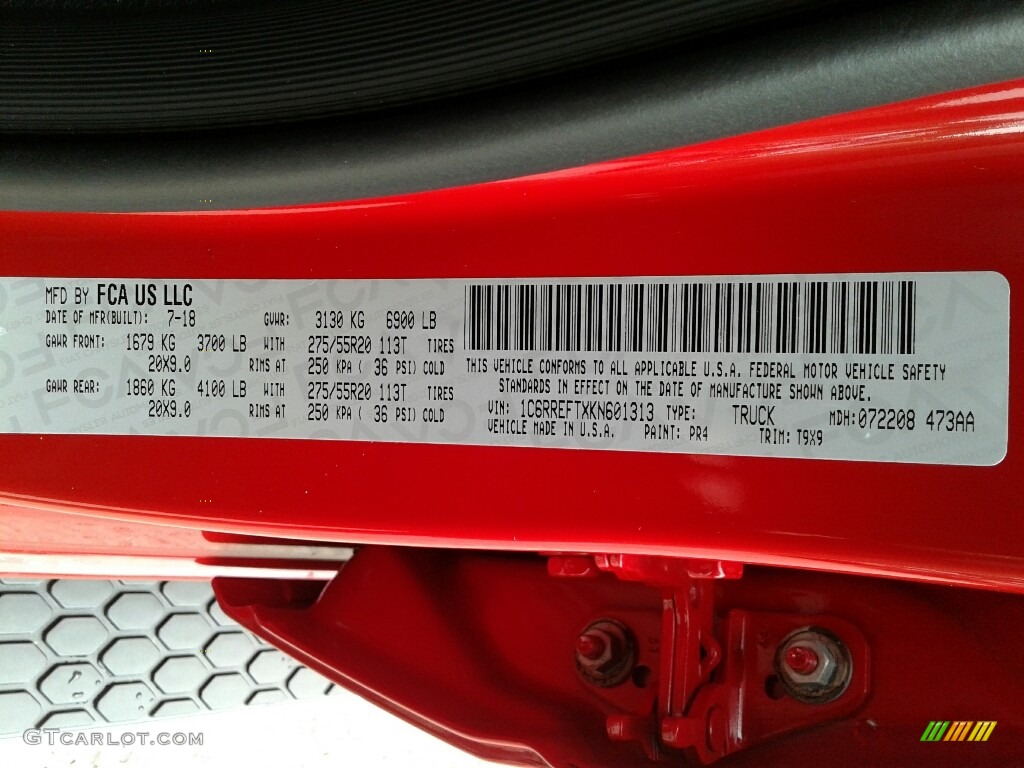 MFD BY FCA US LLC
DATE OF MFR(BUILT): 7-18 GVWR: 3130 KG 6900 LB
GAWR FRONT: 1679 KG 3700 LB WITH 275/55R20 113T TIRES
20X9.0 RIMS AT 250 KPA ( 36 PSI) COLD
GAWR REAR: 1860 KG 4100 LB WITH 275/55R20 113T TIRES
20X9.0 RIMS AT 250 KPA ( 36 PSI) COLD
THIS VEHICLE CONFORMS TO ALL APPLICABLE U.S.A. FEDERAL MOTOR VEHICLE SAFETY
STANDARDS IN EFFECT ON THE DATE OF MANUFACTURE SHOWN ABOVE.
VIN: 1C6RREFTXKN601313 TYPE: TRUCK MDH:072208 473AA
VEHICLE MADE IN U.S.A. PAINT: PR4 TRIM: T9X9
GTCARLOT.COM